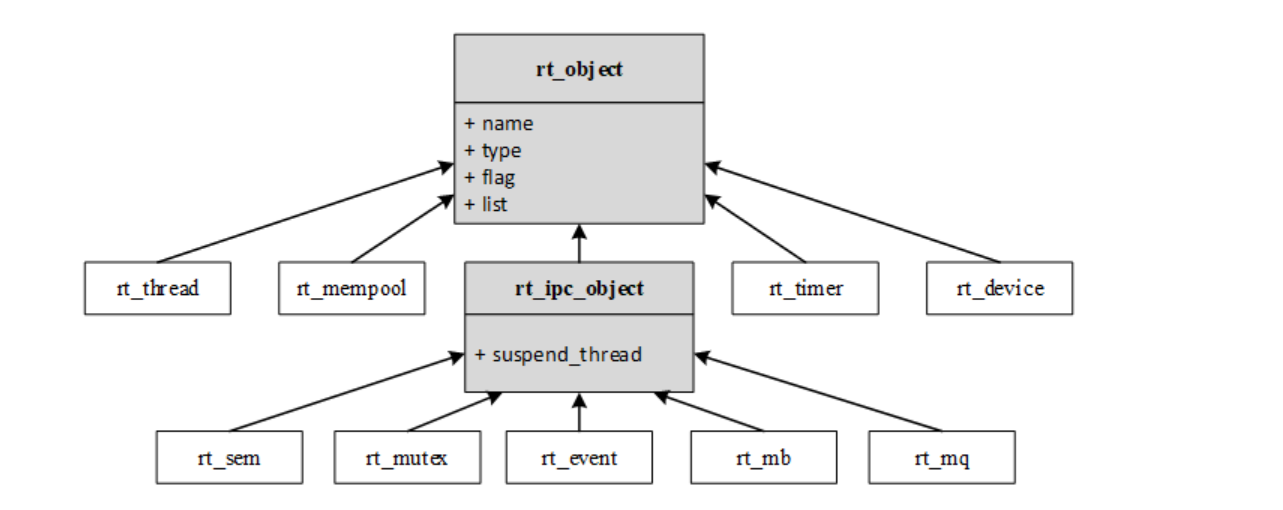 rt_object
+ name
+ type
+ flag
+ list
rt_thread
rt_mempool
rt_ipc_object
rt_timer
rt_device
+ suspend_thread
rt_sem
rt_mutex
rt_event
rt_mb
rt_mq